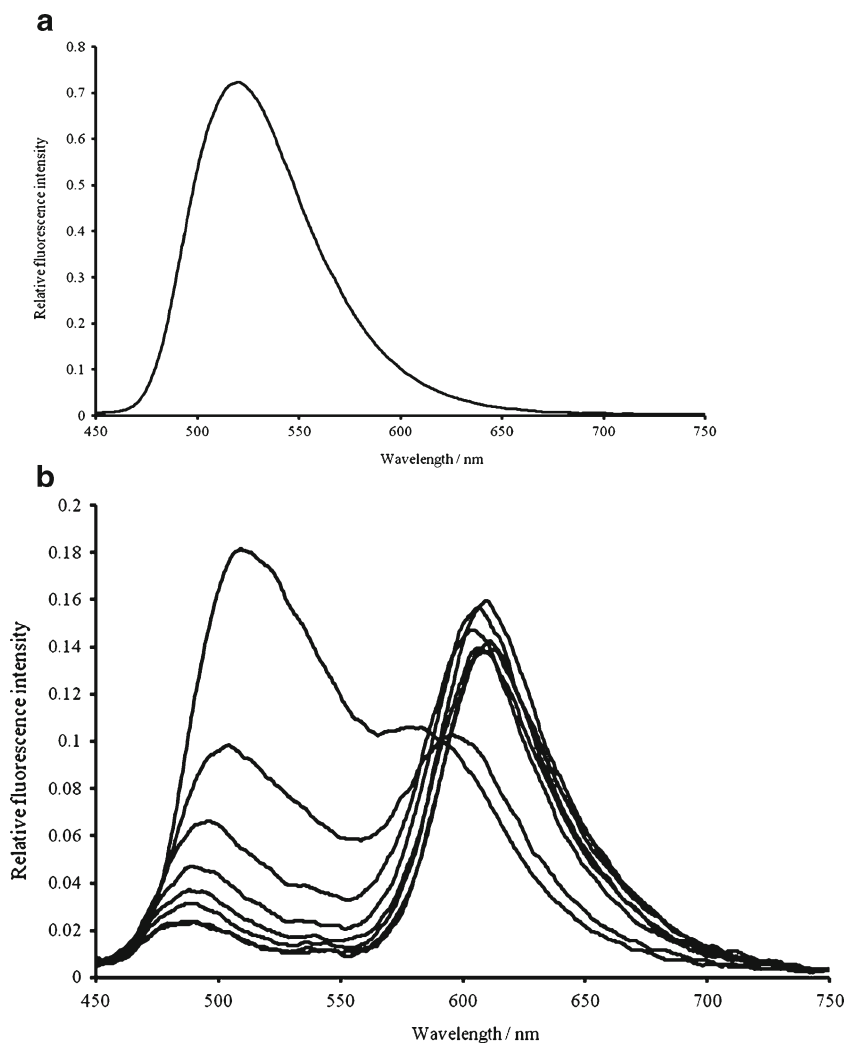 a
Relative fluorescence intensity
0.8
0.7
0.6
0.5
0.4
0.3
0.2
0.1
0
450 500 550 600 650 700 750
Wavelength / nm
b
Relative fluorescence intensity
0.2
0.18
0.16
0.14
0.12
0.1
0.08
0.06
0.04
0.02
0
450 500 550 600 650 700 750
Wavelength / nm